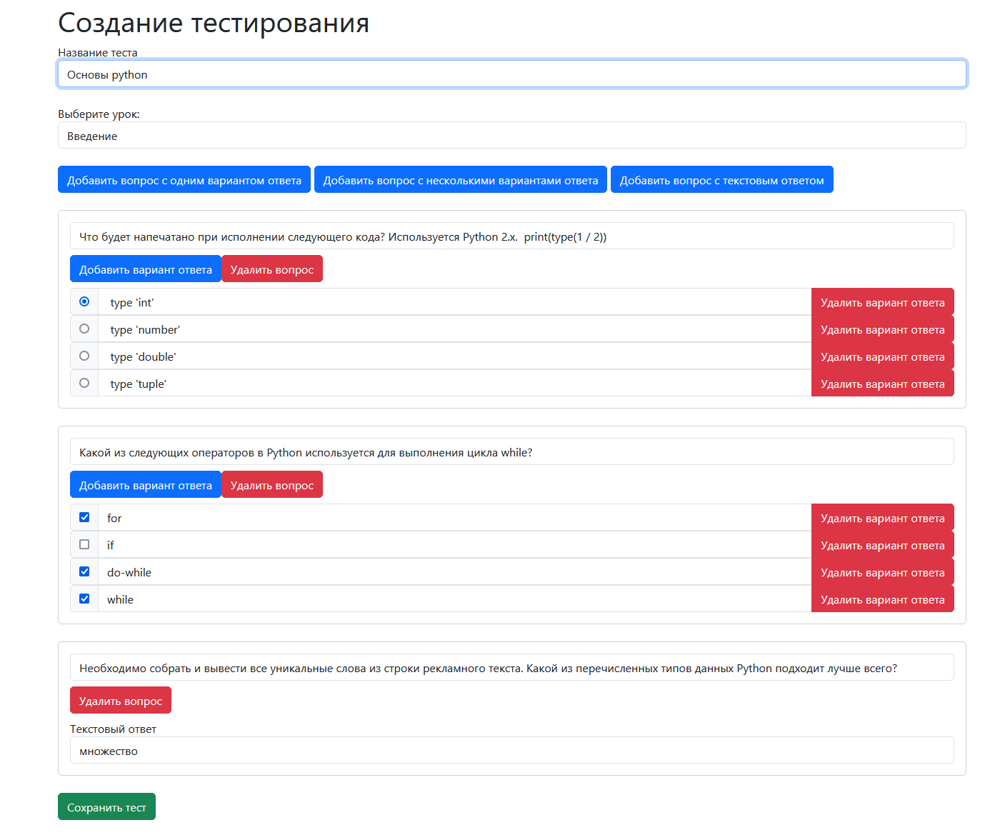 Создание тестирования
Название теста
Основы python
Выберите урок:
Введение
Добавить вопрос с одним вариантом ответа Добавить вопрос с несколькими вариантами ответа Добавить вопрос с текстовым ответом
Что будет напечатано при исполнении следующего кода? Используется Python 2.x.  print(type(1 / 2))
Добавить вариант ответа Удалить вопрос
type 'int' Удалить вариант ответа
type 'number' Удалить вариант ответа
type 'double' Удалить вариант ответа
type 'tuple' Удалить вариант ответа
Какой из следующих операторов в Python используется для выполнения цикла while?
Добавить вариант ответа Удалить вопрос
for Удалить вариант ответа
if Удалить вариант ответа
do-while Удалить вариант ответа
while Удалить вариант ответа
Необходимо собрать и вывести все уникальные слова из строки рекламного текста. Какой из перечисленных типов данных Python подходит лучше всего?
Удалить вопрос
Текстовый ответ
множество
Сохранить тест